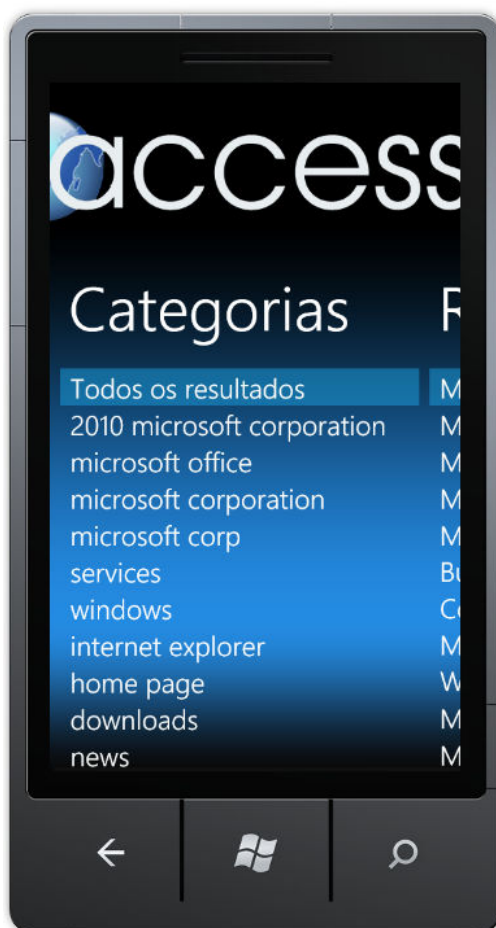 access
Categorias
Todos os resultados
2010 microsoft corporation
microsoft office
microsoft corporation
microsoft corp
services
windows
internet explorer
home page
downloads
news